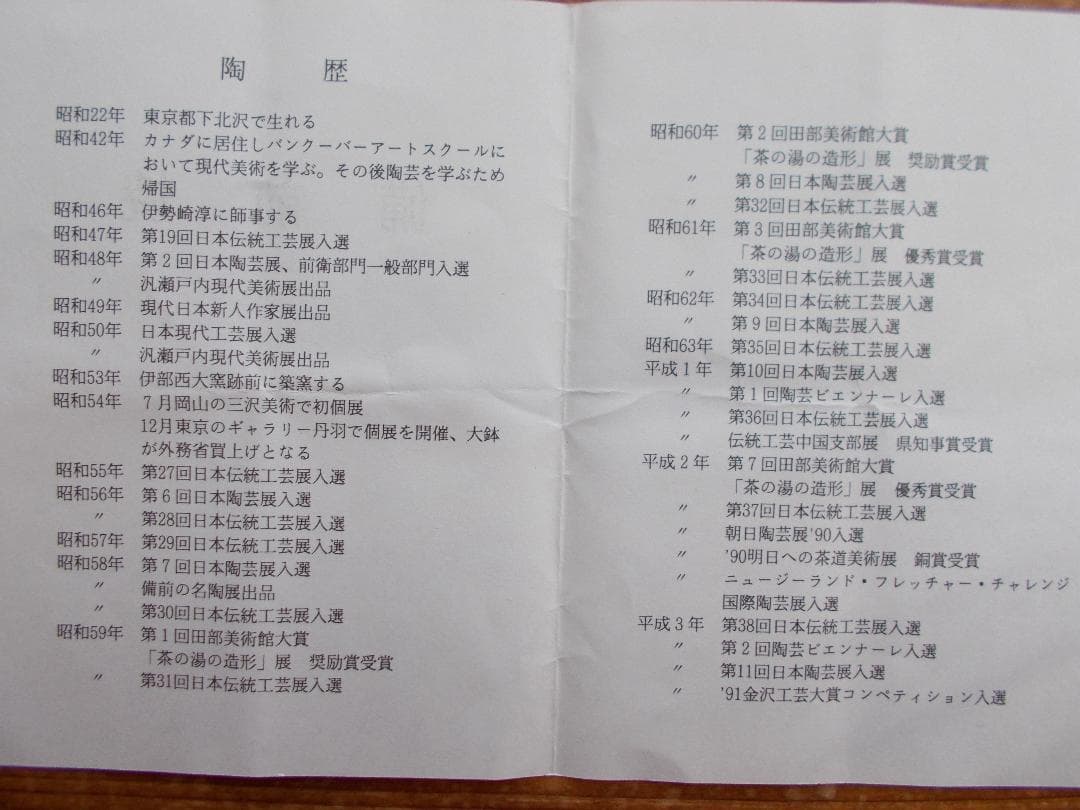 陶　　歴
昭和22年　東京都下北沢で生れる
昭和42年　カナダに居住しバンクーバーアートスクールに
おいて現代美術を学ぶ。その後陶芸を学ぶため
帰国
昭和46年　伊勢崎淳に師事する
昭和47年　第19回日本伝統工芸展入選
昭和48年　第2回日本陶芸展、前衛部門一般部門入選
〃　汎瀬戸内現代美術展出品
昭和49年　現代日本新人作家展出品
昭和50年　日本現代工芸展入選
〃　汎瀬戸内現代美術展出品
昭和53年　伊部西大窯跡前に築窯する
昭和54年　7月岡山の三沢美術で初個展
12月東京のギャラリー丹羽で個展を開催、大鉢
が外務省買上げとなる
昭和55年　第27回日本伝統工芸展入選
昭和56年　第6回日本陶芸展入選
〃　第28回日本伝統工芸展入選
昭和57年　第29回日本伝統工芸展入選
昭和58年　第7回日本陶芸展入選
〃　備前の名陶展出品
〃　第30回日本伝統工芸展入選
昭和59年　第1回田部美術館大賞
「茶の湯の造形」展　奨励賞受賞
〃　第31回日本伝統工芸展入選
昭和60年　第2回田部美術館大賞
「茶の湯の造形」展　奨励賞受賞
〃　第8回日本陶芸展入選
〃　第32回日本伝統工芸展入選
昭和61年　第3回田部美術館大賞
「茶の湯の造形」展　優秀賞受賞
〃　第33回日本伝統工芸展入選
昭和62年　第34回日本伝統工芸展入選
〃　第9回日本陶芸展入選
昭和63年　第35回日本伝統工芸展入選
平成1年　第10回日本陶芸展入選
〃　第1回陶芸ビエンナーレ入選
〃　第36回日本伝統工芸展入選
〃　伝統工芸中国支部展　県知事賞受賞
平成2年　第7回田部美術館大賞
「茶の湯の造形」展　優秀賞受賞
〃　第37回日本伝統工芸展入選
〃　朝日陶芸展'90入選
〃　'90明日への茶道美術展　銅賞受賞
〃　ニュージーランド・フレッチャー・チャレンジ
国際陶芸展入選
平成3年　第38回日本伝統工芸展入選
〃　第2回陶芸ビエンナーレ入選
〃　第11回日本陶芸展入選
〃　'91金沢工芸大賞コンペティション入選